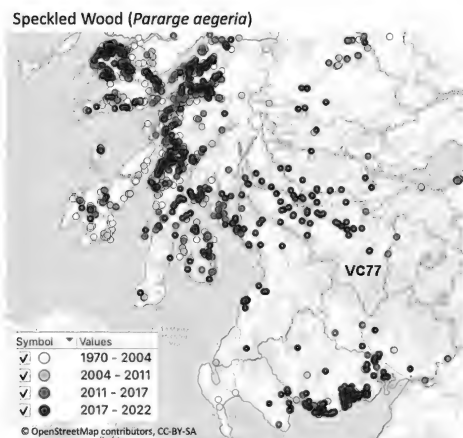 Speckled Wood (Pararge aegeria)
VC77
Symbol Values
1970 - 2004
2004 - 2011
2011 - 2017
2017 - 2022
© OpenStreetMap contributors, CC-BY-SA